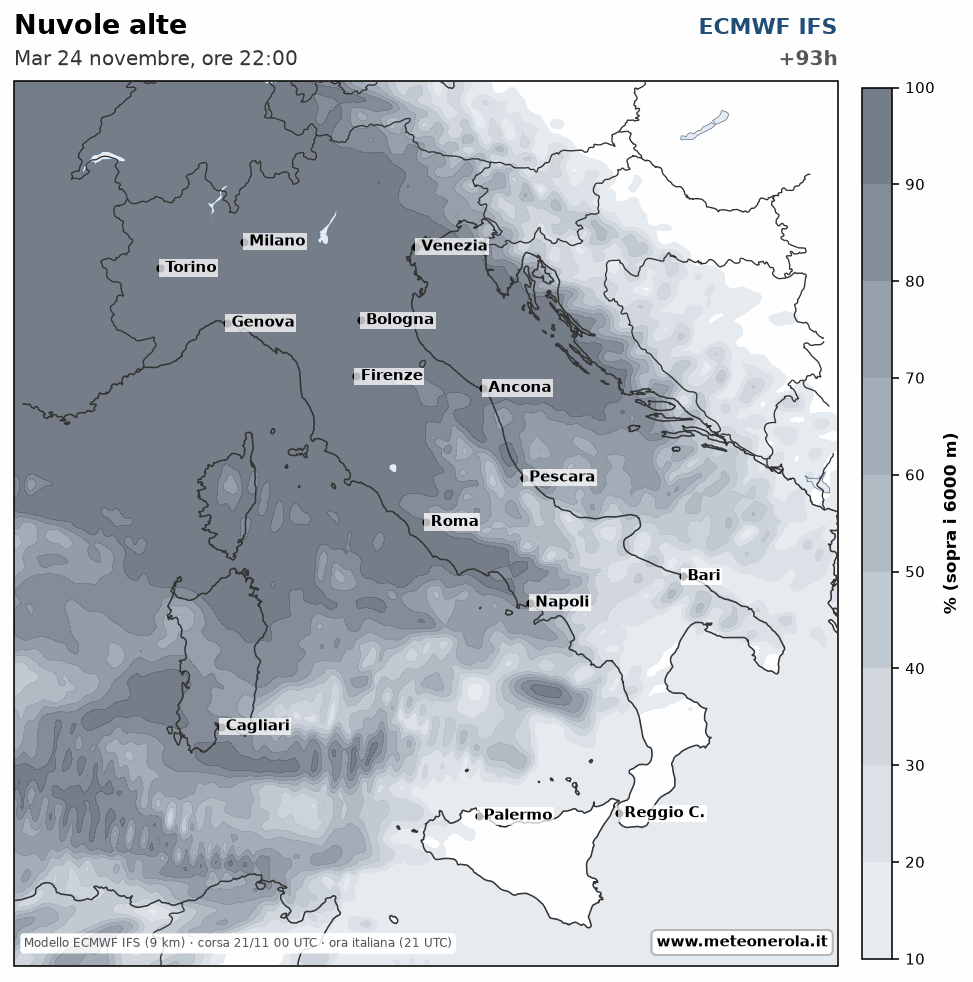 Nuvole alte
ECMWF IFS
Mar 24 novembre, ore 22:00
+93h
Milano
Venezia
Torino
Genova
Bologna
Firenze
Ancona
Pescara
Roma
Bari
Napoli
Cagliari
Palermo
Reggio C.
Modello ECMWF IFS (9 km) · corsa 21/11 00 UTC · ora italiana (21 UTC)
www.meteonerola.it
100
90
80
70
60
50
40
30
20
10
% (sopra i 6000 m)